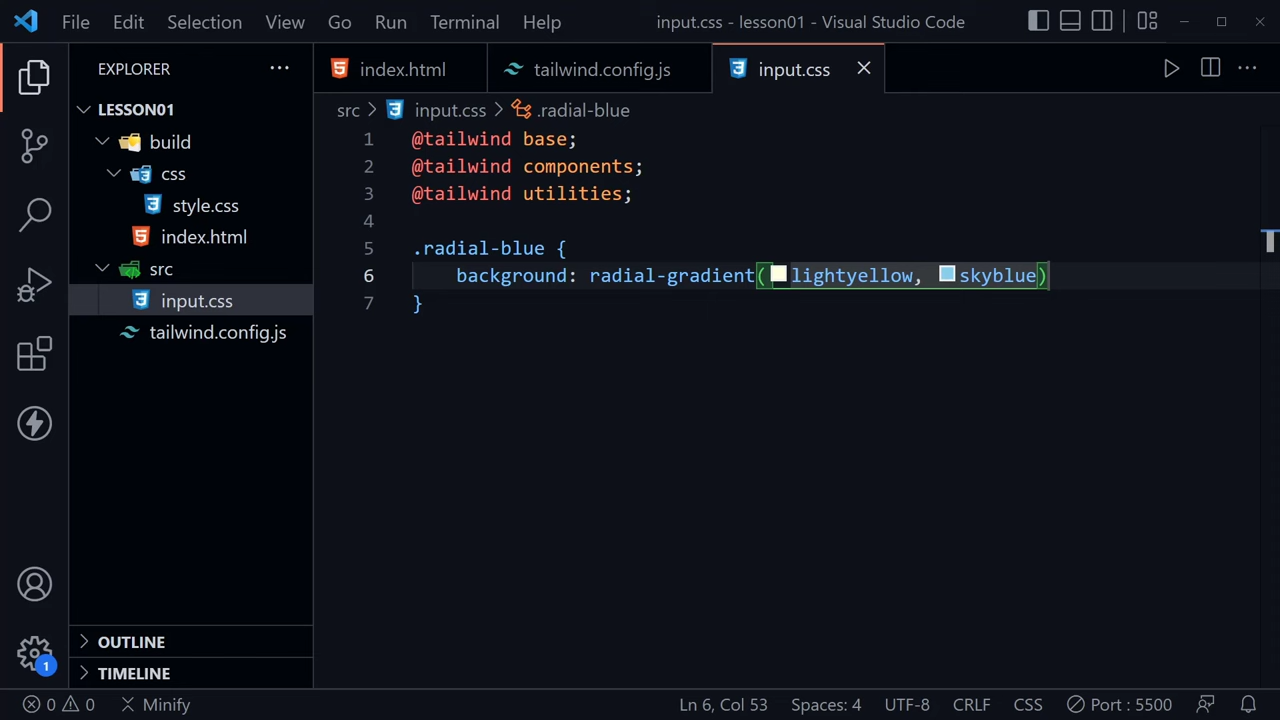 File Edit Selection View Go Run Terminal Help input.css - lesson01 - Visual Studio Code
EXPLORER
LESSON01
build
css
style.css
index.html
src
input.css
tailwind.config.js
OUTLINE
TIMELINE
1
index.html tailwind.config.js input.css
src > input.css > .radial-blue
1 @tailwind base;
2 @tailwind components;
3 @tailwind utilities;
4
5 .radial-blue {
6 background: radial-gradient(lightyellow, skyblue)
7 }
0 0 Minify Ln 6, Col 53 Spaces: 4 UTF-8 CRLF CSS Port : 5500